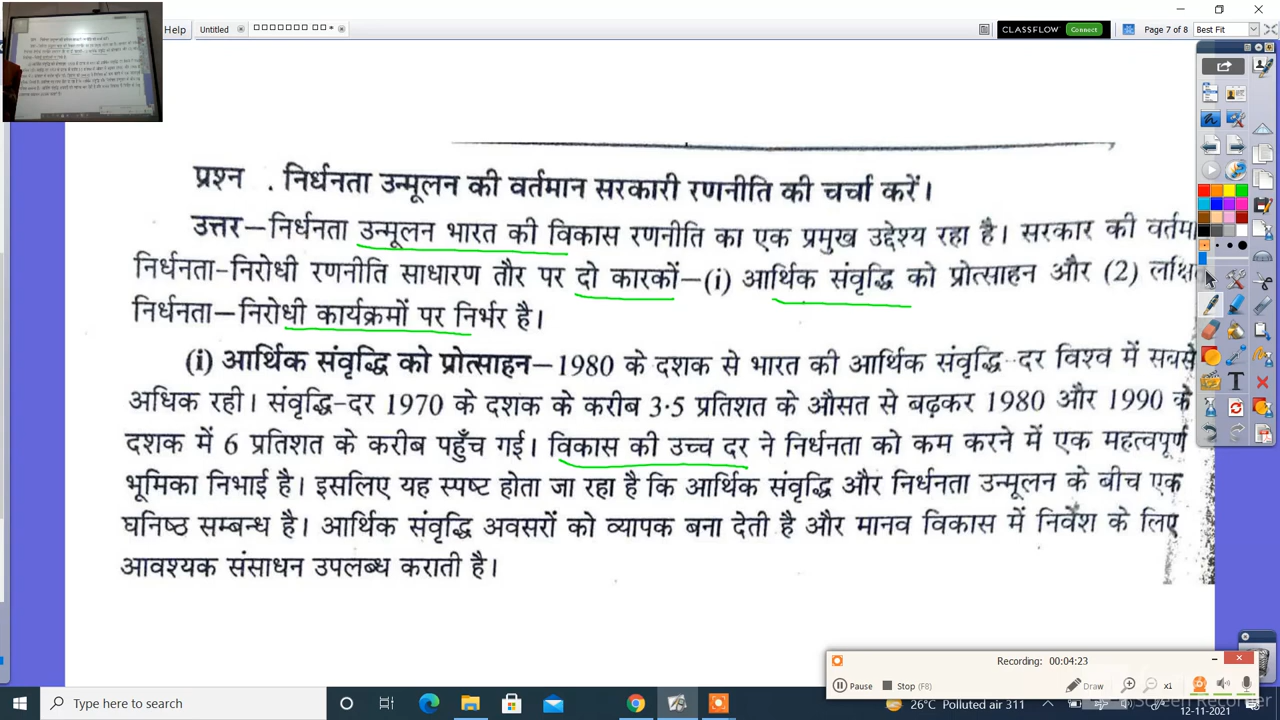 Help
Untitled
CLASSFLOW Connect
Page 7 of 8
Best Fit
प्रश्न . निर्धनता उन्मूलन की वर्तमान सरकारी रणनीति की चर्चा करें।
उत्तर–निर्धनता उन्मूलन भारत की विकास रणनीति का एक प्रमुख उद्देश्य रहा है। सरकार की
निर्धनता-निरोधी रणनीति साधारण तौर पर दो कारकों–(i) आर्थिक संवृद्धि को प्रोत्साहन और (2)
निर्धनता–निरोधी कार्यक्रमों पर निर्भर है।
(i) आर्थिक संवृद्धि को प्रोत्साहन–1980 के दशक से भारत की आर्थिक संवृद्धि-दर विश्व में सबसे
अधिक रही। संवृद्धि-दर 1970 के दशक के करीब 3·5 प्रतिशत के औसत से बढ़कर 1980 और 1990 के
दशक में 6 प्रतिशत के करीब पहुँच गई। विकास की उच्च दर ने निर्धनता को कम करने में एक महत्वपूर्ण
भूमिका निभाई है। इसलिए यह स्पष्ट होता जा रहा है कि आर्थिक संवृद्धि और निर्धनता उन्मूलन के बीच एक
घनिष्ठ सम्बन्ध है। आर्थिक संवृद्धि अवसरों को व्यापक बना देती है और मानव विकास में निवेश के लिए
आवश्यक संसाधन उपलब्ध कराती है।
Recording: 00:04:23
Pause
Stop (F8)
Draw
x1
Type here to search
26°C Polluted air 311
12-11-2021
Screen Recorder